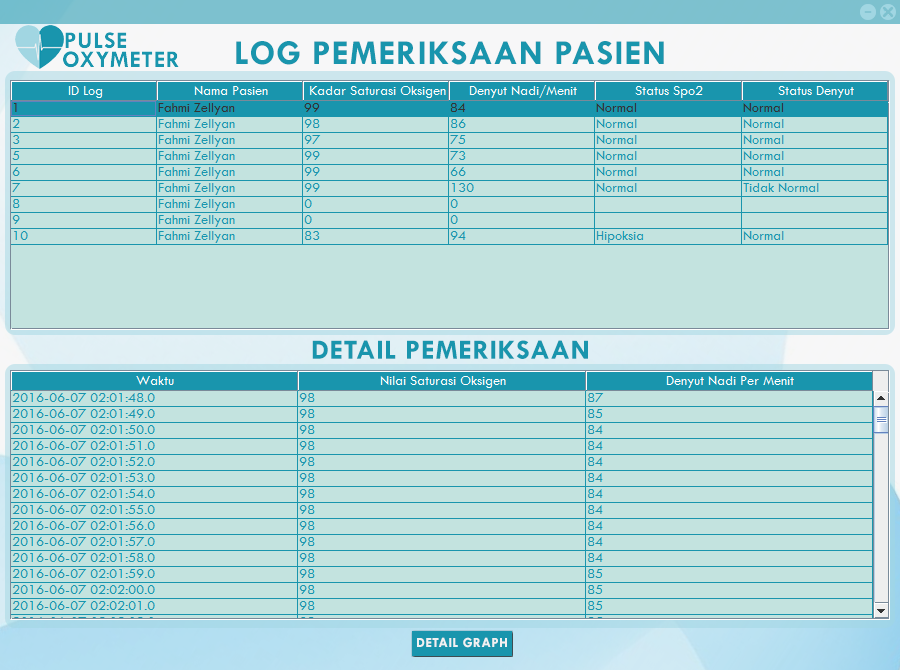 PULSE
OXYMETER
LOG PEMERIKSAAN PASIEN
ID Log Nama Pasien Kadar Saturasi Oksigen Denyut Nadi/Menit Status Spo2 Status Denyut
1 Fahmi Zellyan 99 84 Normal Normal
2 Fahmi Zellyan 98 86 Normal Normal
3 Fahmi Zellyan 97 75 Normal Normal
5 Fahmi Zellyan 99 73 Normal Normal
6 Fahmi Zellyan 99 66 Normal Normal
7 Fahmi Zellyan 99 130 Normal Tidak Normal
8 Fahmi Zellyan 0 0
9 Fahmi Zellyan 0 0
10 Fahmi Zellyan 83 94 Hipoksia Normal
DETAIL PEMERIKSAAN
Waktu Nilai Saturasi Oksigen Denyut Nadi Per Menit
2016-06-07 02:01:48.0 98 87
2016-06-07 02:01:49.0 98 85
2016-06-07 02:01:50.0 98 84
2016-06-07 02:01:51.0 98 84
2016-06-07 02:01:52.0 98 84
2016-06-07 02:01:53.0 98 84
2016-06-07 02:01:54.0 98 84
2016-06-07 02:01:55.0 98 84
2016-06-07 02:01:56.0 98 84
2016-06-07 02:01:57.0 98 84
2016-06-07 02:01:58.0 98 84
2016-06-07 02:01:59.0 98 85
2016-06-07 02:02:00.0 98 85
2016-06-07 02:02:01.0 98 85
DETAIL GRAPH